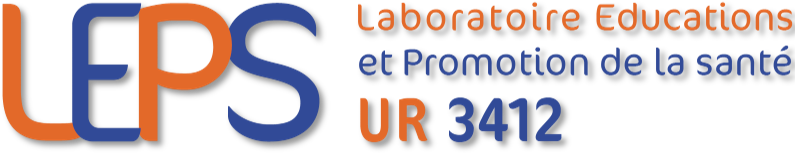 LEPS
Laboratoire Educations
et Promotion de la santé
UR 3412